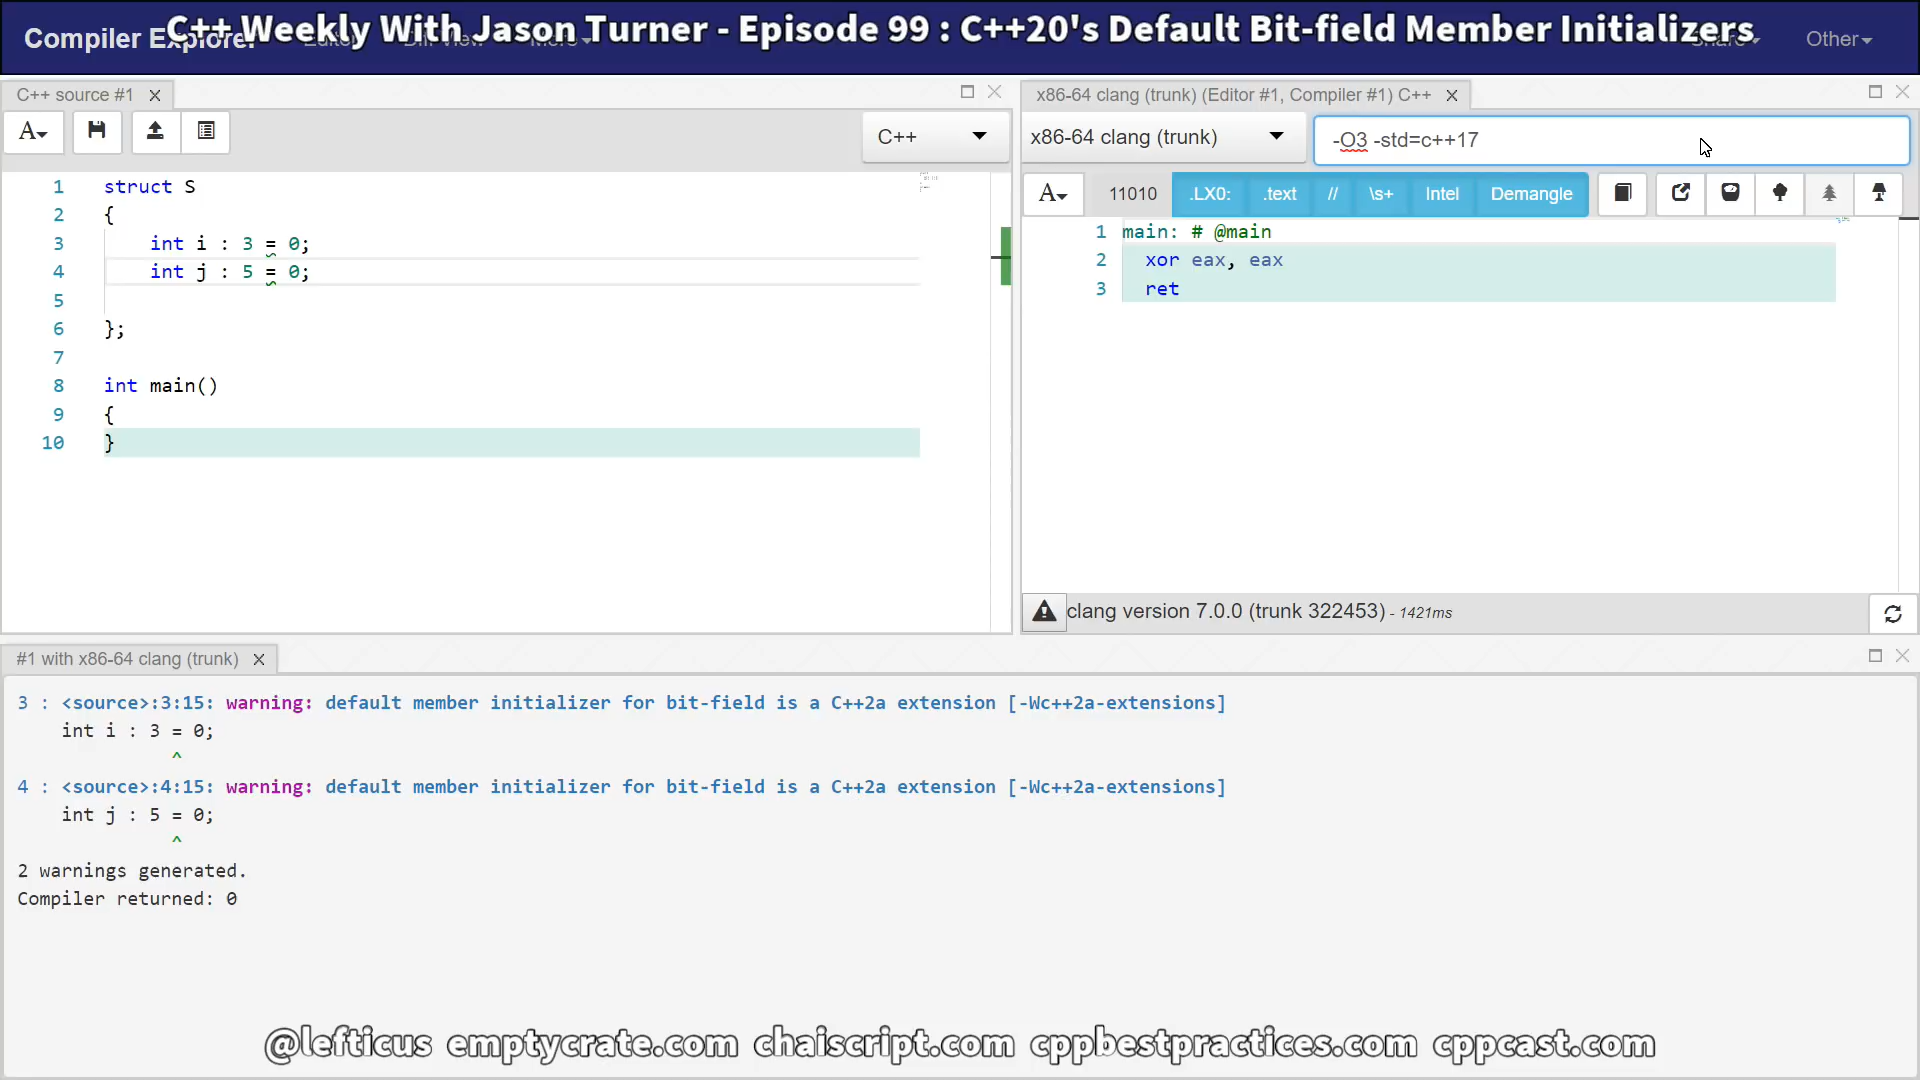 C++ Weekly With Jason Turner - Episode 99 : C++20's Default Bit-field Member Initializers
Compiler Explorer
Other
C++ source #1
A
C++
1 struct S
2 {
3 int i : 3 = 0;
4 int j : 5 = 0;
5
6 };
7
8 int main()
9 {
10 }
x86-64 clang (trunk) (Editor #1, Compiler #1) C++
x86-64 clang (trunk)
-O3 -std=c++17
A
11010
.LX0:
.text
//
\s+
Intel
Demangle
1 main: # @main
2 xor eax, eax
3 ret
clang version 7.0.0 (trunk 322453) - 1421ms
#1 with x86-64 clang (trunk)
3 : <source>:3:15: warning: default member initializer for bit-field is a C++2a extension [-Wc++2a-extensions]
int i : 3 = 0;
^
4 : <source>:4:15: warning: default member initializer for bit-field is a C++2a extension [-Wc++2a-extensions]
int j : 5 = 0;
^
2 warnings generated.
Compiler returned: 0
@lefticus emptycrate.com chaiscript.com cppbestpractices.com cppcast.com